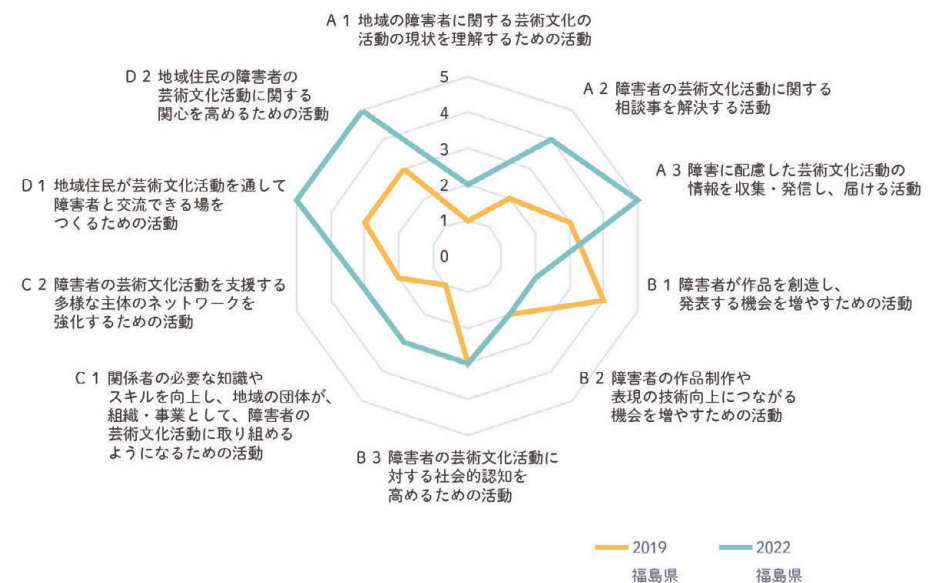 A 1 地域の障害者に関する芸術文化の
活動の現状を理解するための活動
A 2 障害者の芸術文化活動に関する
相談事を解決する活動
A 3 障害に配慮した芸術文化活動の
情報を収集・発信し、届ける活動
B 1 障害者が作品を創造し、
発表する機会を増やすための活動
B 2 障害者の作品制作や
表現の技術向上につながる
機会を増やすための活動
B 3 障害者の芸術文化活動に
対する社会的認知を
高めるための活動
C 1 関係者の必要な知識や
スキルを向上し、地域の団体が、
組織・事業として、障害者の
芸術文化活動に取り組める
ようになるための活動
C 2 障害者の芸術文化活動を支援する
多様な主体のネットワークを
強化するための活動
D 1 地域住民が芸術文化活動を通して
障害者と交流できる場を
つくるための活動
D 2 地域住民の障害者の
芸術文化活動に関する
関心を高めるための活動
5
4
3
2
1
0
2019
福島県
2022
福島県